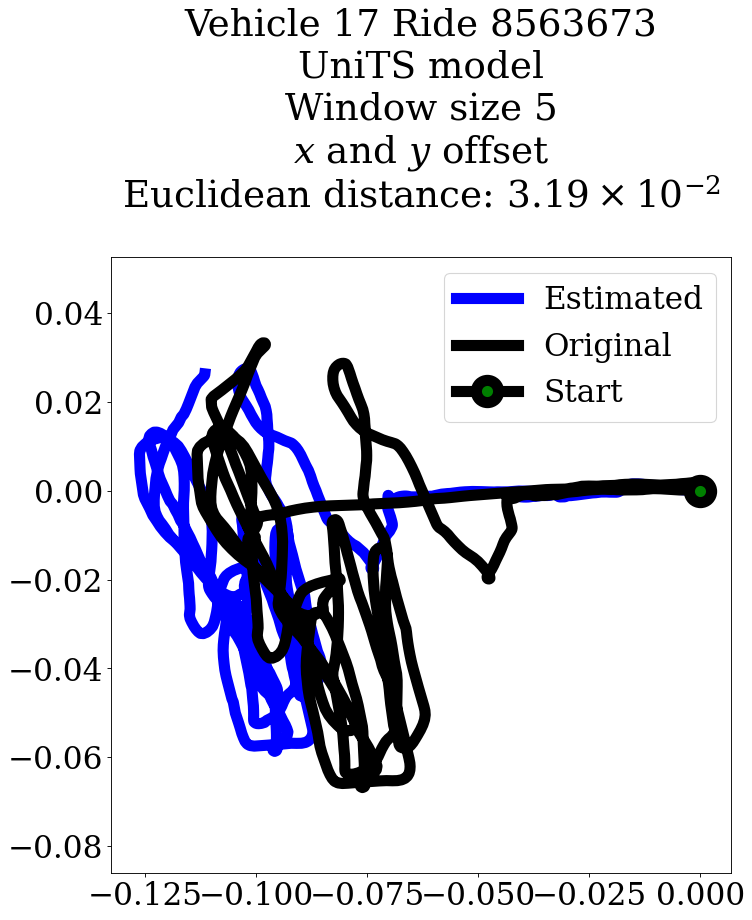 Vehicle 17 Ride 8563673
UniTS model
Window size 5
x and y offset
Euclidean distance: 3.19 × 10⁻²
Estimated
Original
Start
0.04
0.02
0.00
−0.02
−0.04
−0.06
−0.08
−0.125 −0.100 −0.075 −0.050 −0.025 0.000